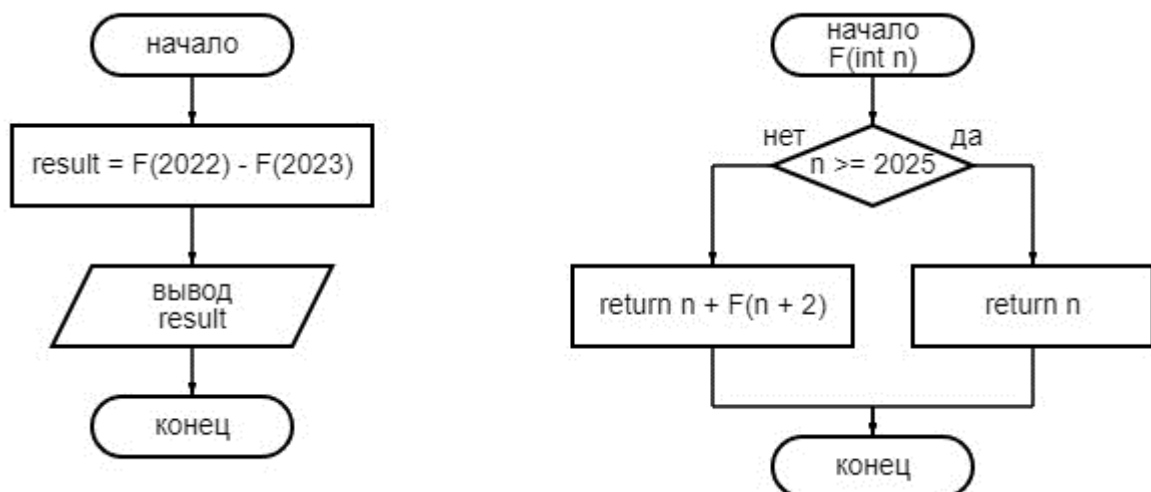 начало
result = F(2022) - F(2023)
вывод
result
конец
начало
F(int n)
нет
да
n >= 2025
return n + F(n + 2)
return n
конец